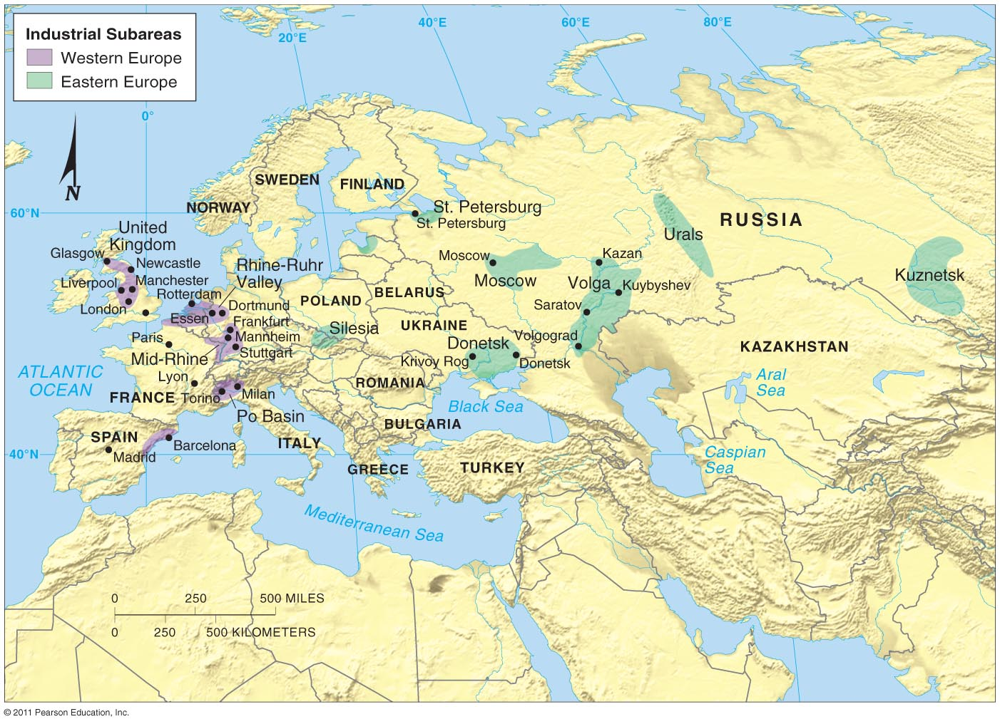 Industrial Subareas
Western Europe
Eastern Europe
0°
20°E
40°E
60°E
80°E
N
SWEDEN
FINLAND
NORWAY
60°N
St. Petersburg
St. Petersburg
RUSSIA
United
Kingdom
Glasgow
Newcastle
Manchester
Liverpool
Rotterdam
London
Rhine-Ruhr
Valley
Dortmund
Essen
Frankfurt
Mannheim
Stuttgart
Paris
Mid-Rhine
Lyon
POLAND
BELARUS
Silesia
UKRAINE
Moscow
Moscow
Kazan
Volga
Kuybyshev
Saratov
Volgograd
Urals
Kuznetsk
Donetsk
Krivoy Rog
Donetsk
KAZAKHSTAN
ATLANTIC
OCEAN
FRANCE
Torino
Milan
Po Basin
ROMANIA
Black Sea
Aral
Sea
BULGARIA
SPAIN
Madrid
Barcelona
ITALY
40°N
GREECE
TURKEY
Caspian
Sea
Mediterranean Sea
0 250 500 MILES
0 250 500 KILOMETERS
© 2011 Pearson Education, Inc.